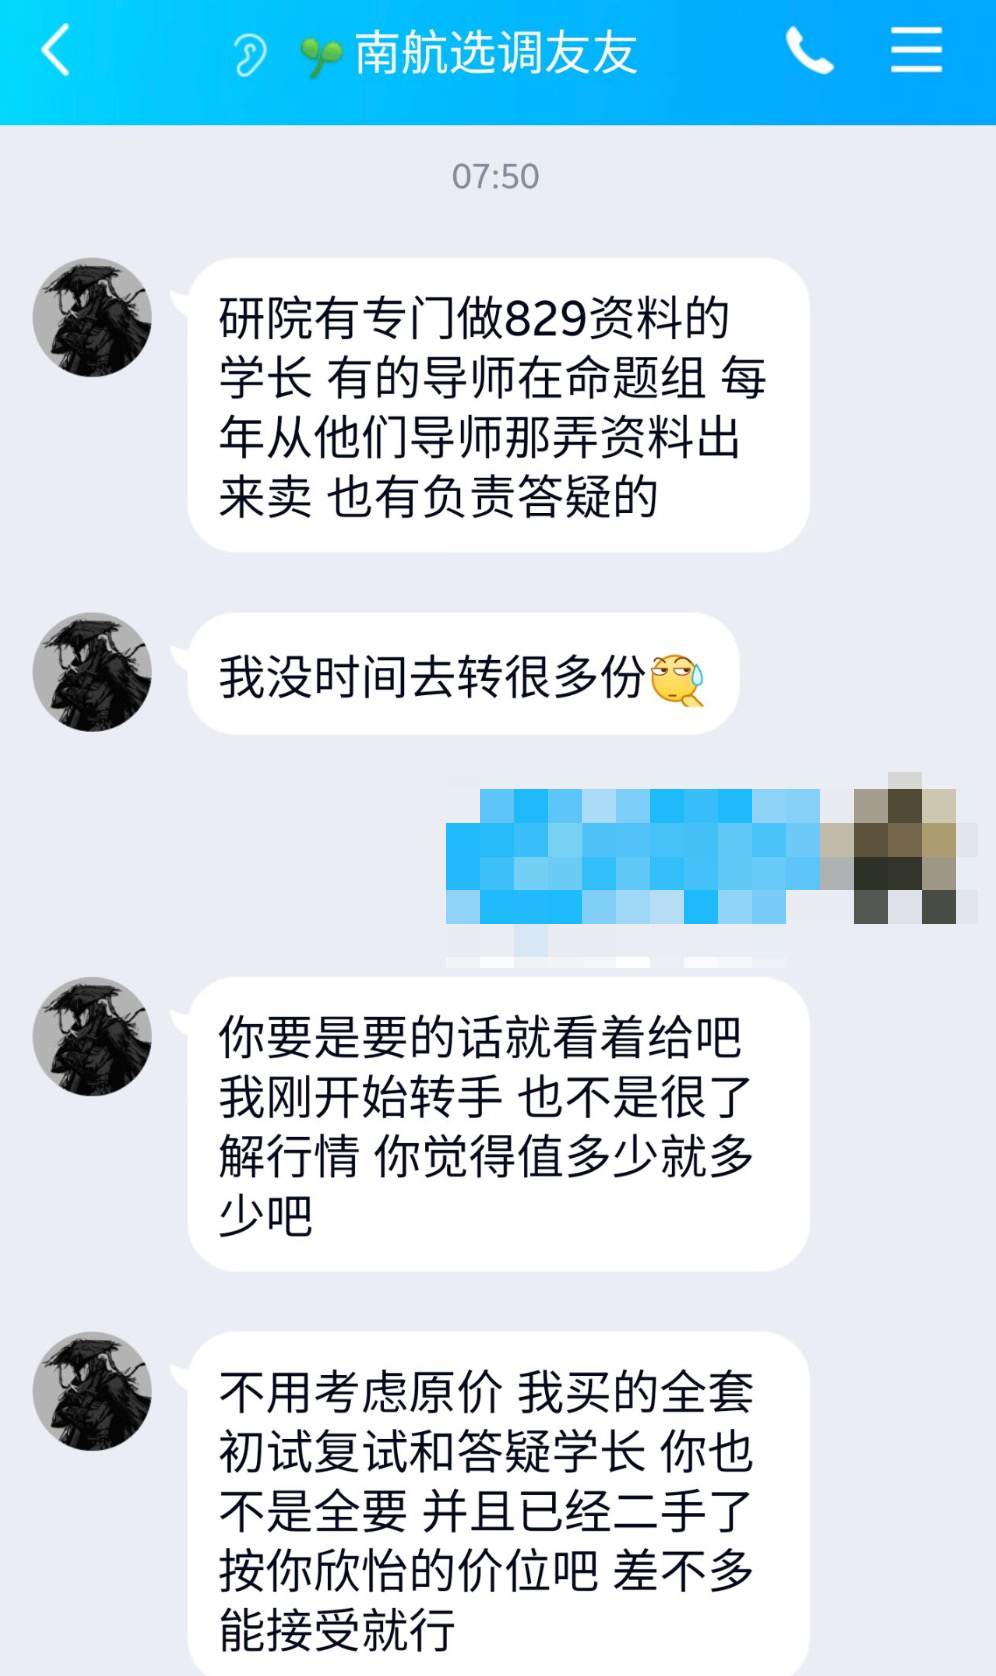 南航选调友友
07:50
研院有专门做829资料的
学长 有的导师在命题组 每
年从他们导师那弄资料出
来卖 也有负责答疑的
我没时间去转很多份
你要是要的话就看着给吧
我刚开始转手 也不是很了
解行情 你觉得值多少就多
少吧
不用考虑原价 我买的全套
初试复试和答疑学长 你也
不是全要 并且已经二手了
按你欣怡的价位吧 差不多
能接受就行